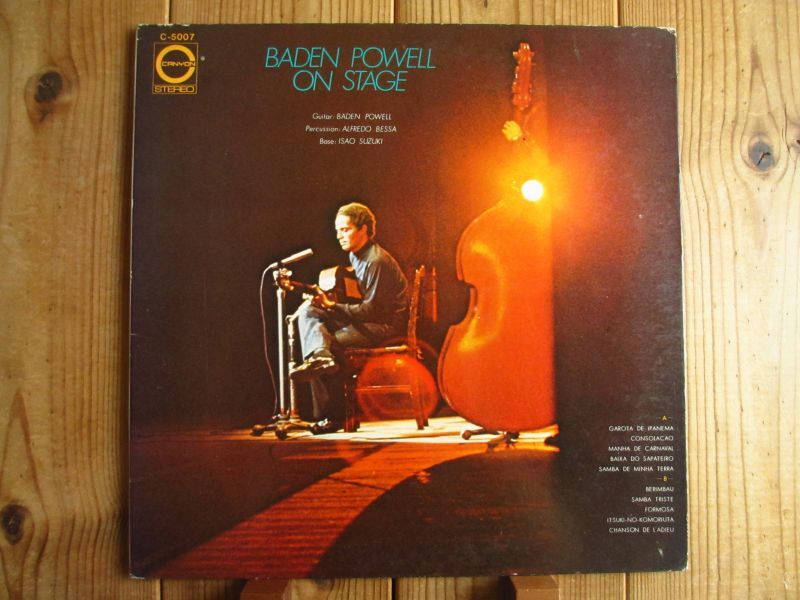 C-5007
CANYON
STEREO
BADEN POWELL
ON STAGE
Guitar: BADEN POWELL
Percussion: ALFREDO BESSA
Base: ISAO SUZUKI
—A—
GAROTA DE IPANEMA
CONSOLACAO
MANHA DE CARNAVAL
BAIXA DO SAPATEIRO
SAMBA DE MINHA TERRA
—B—
BERIMBAU
SAMBA TRISTE
FORMOSA
ITSUKI-NO-KOMORIUTA
CHANSON DE L'ADIEU